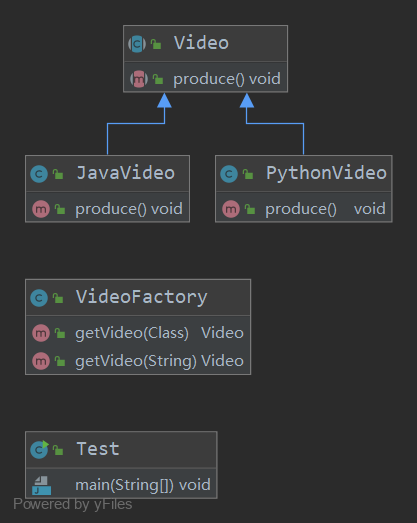 Video
produce() void
JavaVideo
produce() void
PythonVideo
produce() void
VideoFactory
getVideo(Class) Video
getVideo(String) Video
Test
main(String[]) void
Powered by yFiles